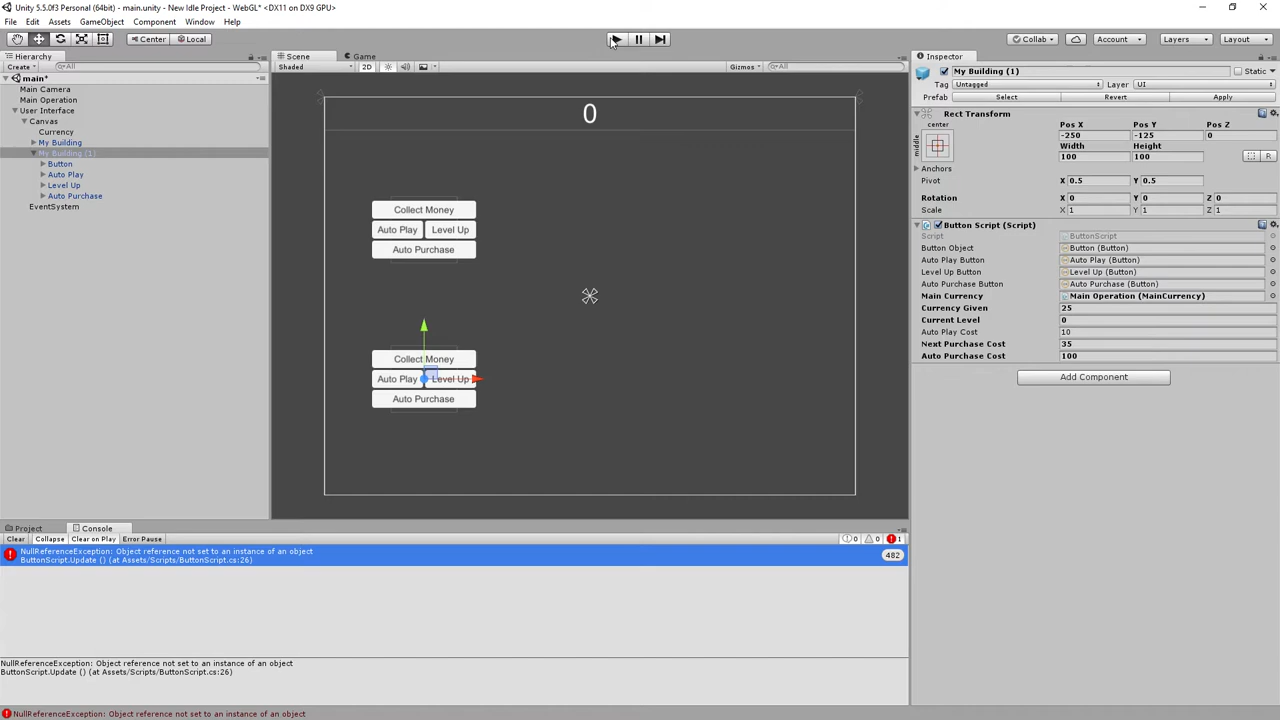 Unity 5.5.0f3 Personal (64bit) - main.unity - New Idle Project - WebGL* <DX11 on DX9 GPU>
File Edit Assets GameObject Component Window Help
Center Local Collab Account Layers Layout
Hierarchy
Create All
main*
Main Camera
Main Operation
User Interface
Canvas
Currency
My Building
My Building (1)
Button
Auto Play
Level Up
Auto Purchase
EventSystem
Scene Game
Shaded 2D Gizmos All
0
Collect Money
Auto Play Level Up
Auto Purchase
Collect Money
Auto Play Level Up
Auto Purchase
Inspector
My Building (1) Static
Tag Untagged Layer UI
Prefab Select Revert Apply
Rect Transform
center Pos X Pos Y Pos Z
middle -250 -125 0
Width Height
100 100 R
Anchors
Pivot X 0.5 Y 0.5
Rotation X 0 Y 0 Z 0
Scale X 1 Y 1 Z 1
Button Script (Script)
Script ButtonScript
Button Object Button (Button)
Auto Play Button Auto Play (Button)
Level Up Button Level Up (Button)
Auto Purchase Button Auto Purchase (Button)
Main Currency Main Operation (MainCurrency)
Currency Given 25
Current Level 0
Auto Play Cost 10
Next Purchase Cost 35
Auto Purchase Cost 100
Add Component
Project Console
Clear Collapse Clear on Play Error Pause 0 0 1
NullReferenceException: Object reference not set to an instance of an object
ButtonScript.Update () (at Assets/Scripts/ButtonScript.cs:26) 482
NullReferenceException: Object reference not set to an instance of an object
ButtonScript.Update () (at Assets/Scripts/ButtonScript.cs:26)
NullReferenceException: Object reference not set to an instance of an object